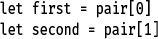 let first = pair[0]
let second = pair[1]